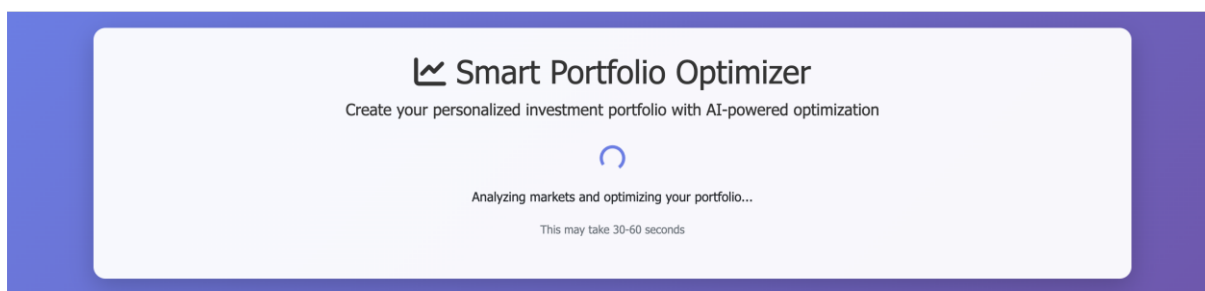 Smart Portfolio Optimizer
Create your personalized investment portfolio with AI-powered optimization
Analyzing markets and optimizing your portfolio...
This may take 30-60 seconds